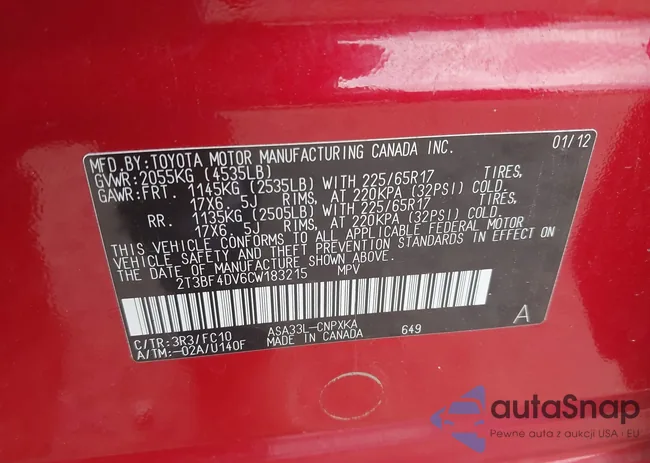 MFD.BY:TOYOTA MOTOR MANUFACTURING CANADA INC. 01/12
GVWR:2055KG (4535LB)
GAWR:FRT. 1145KG (2535LB) WITH 225/65R17 TIRES,
17X6.5J RIMS, AT 220KPA (32PSI) COLD.
RR. 1135KG (2505LB) WITH 225/65R17 TIRES,
17X6.5J RIMS, AT 220KPA (32PSI) COLD.
THIS VEHICLE CONFORMS TO ALL APPLICABLE FEDERAL MOTOR
VEHICLE SAFETY AND THEFT PREVENTION STANDARDS IN EFFECT ON
THE DATE OF MANUFACTURE SHOWN ABOVE.
2T3BF4DV6CW183215 MPV
C/TR:3R3/FC10 ASA33L-CNPXKA 649 A
A/TM:-02A/U140F MADE IN CANADA
autoSnap
Pewne auta z aukcji USA · EU